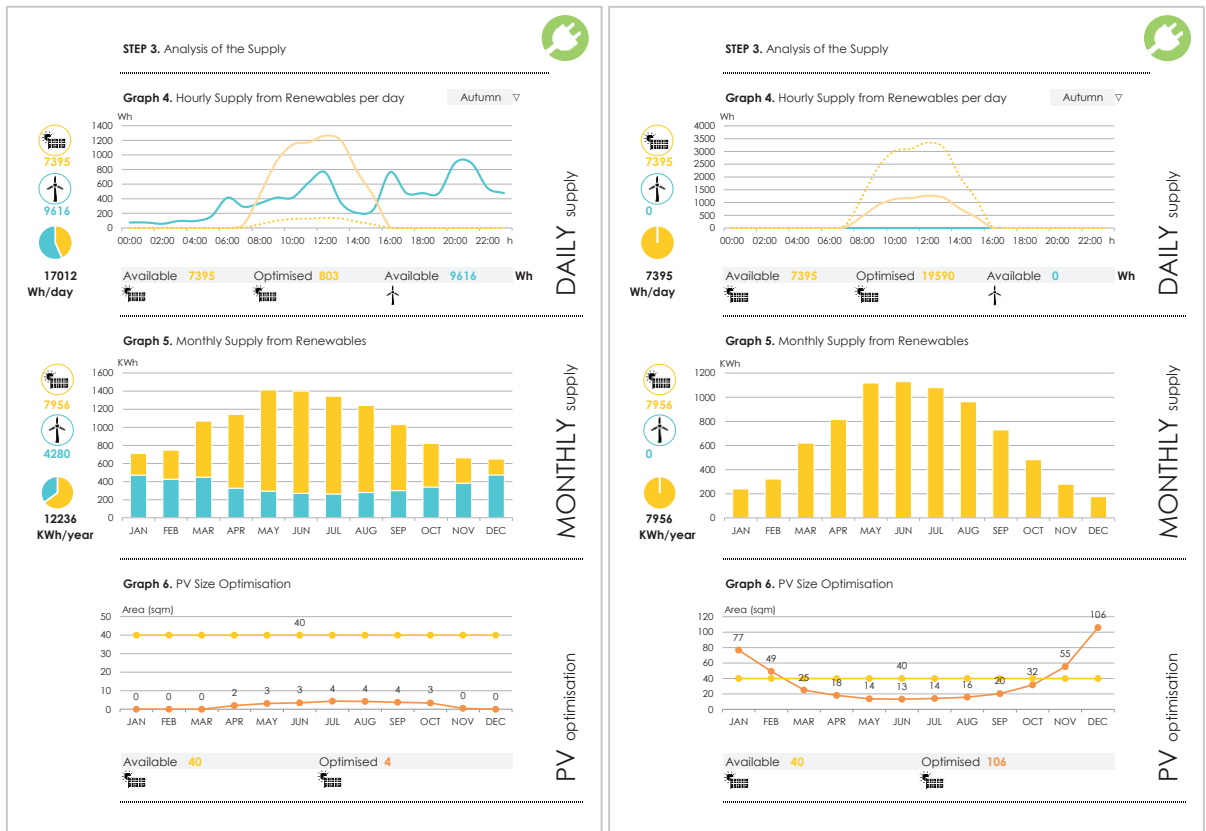 STEP 3. Analysis of the Supply
Graph 4. Hourly Supply from Renewables per day
Autumn ▽
Wh
1400
1200
1000
800
600
400
200
0
00:00 02:00 04:00 06:00 08:00 10:00 12:00 14:00 16:00 18:00 20:00 22:00 h
7395
9616
17012
Wh/day
Available 7395 Optimised 803 Available 9616 Wh
DAILY supply
Graph 5. Monthly Supply from Renewables
KWh
1600
1400
1200
1000
800
600
400
200
0
JAN FEB MAR APR MAY JUN JUL AUG SEP OCT NOV DEC
7956
4280
12236
KWh/year
MONTHLY supply
Graph 6. PV Size Optimisation
Area (sqm)
50
40
30
20
10
0
40
0 0 0 2 3 3 4 4 4 3 0 0
JAN FEB MAR APR MAY JUN JUL AUG SEP OCT NOV DEC
Available 40 Optimised 4
PV optimisation
STEP 3. Analysis of the Supply
Graph 4. Hourly Supply from Renewables per day
Autumn ▽
Wh
4000
3500
3000
2500
2000
1500
1000
500
0
00:00 02:00 04:00 06:00 08:00 10:00 12:00 14:00 16:00 18:00 20:00 22:00 h
7395
0
7395
Wh/day
Available 7395 Optimised 19590 Available 0 Wh
DAILY supply
Graph 5. Monthly Supply from Renewables
KWh
1200
1000
800
600
400
200
0
JAN FEB MAR APR MAY JUN JUL AUG SEP OCT NOV DEC
7956
0
7956
KWh/year
MONTHLY supply
Graph 6. PV Size Optimisation
Area (sqm)
120
100
80
60
40
20
0
40
77 49 25 18 14 13 14 16 20 32 55 106
JAN FEB MAR APR MAY JUN JUL AUG SEP OCT NOV DEC
Available 40 Optimised 106
PV optimisation